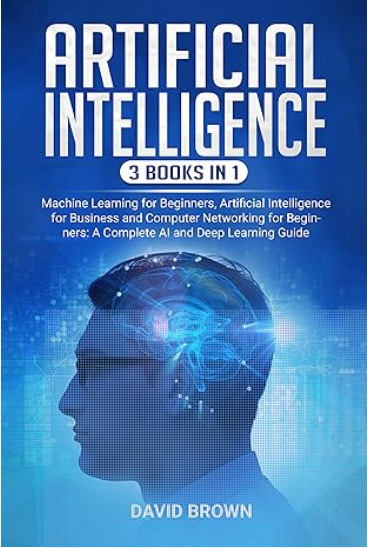 ARTIFICIAL
INTELLIGENCE
3 BOOKS IN 1
Machine Learning for Beginners, Artificial Intelligence
for Business and Computer Networking for Begin-
ners: A Complete AI and Deep Learning Guide
DAVID BROWN